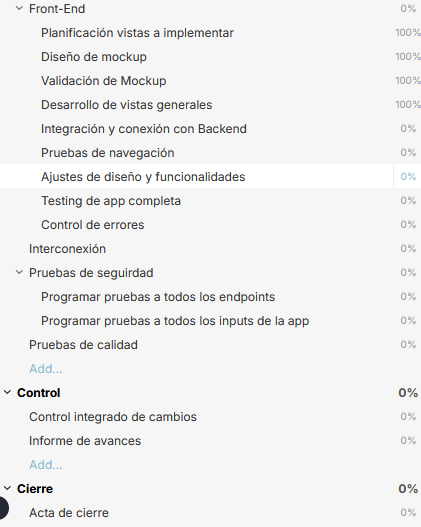 Front-End 0%
Planificación vistas a implementar 100%
Diseño de mockup 100%
Validación de Mockup 100%
Desarrollo de vistas generales 100%
Integración y conexión con Backend 0%
Pruebas de navegación 0%
Ajustes de diseño y funcionalidades 0%
Testing de app completa 0%
Control de errores 0%
Interconexión 0%
Pruebas de seguirdad 0%
Programar pruebas a todos los endpoints 0%
Programar pruebas a todos los inputs de la app 0%
Pruebas de calidad 0%
Add...
Control 0%
Control integrado de cambios 0%
Informe de avances 0%
Add...
Cierre 0%
Acta de cierre 0%